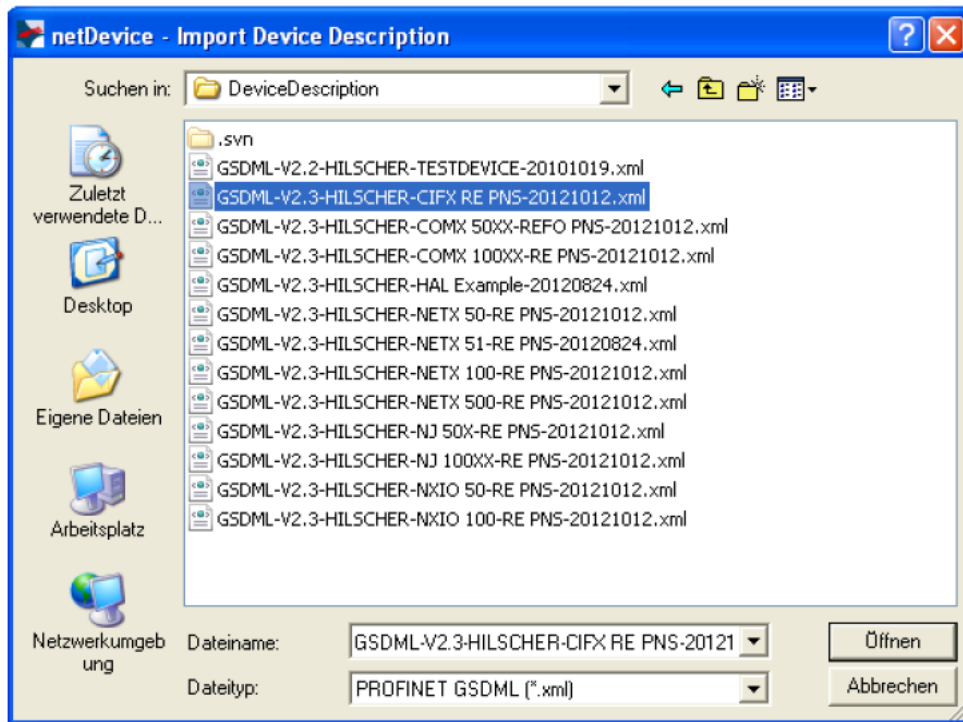 netDevice - Import Device Description
Suchen in:
DeviceDescription
Zuletzt
verwendete D...
Desktop
Eigene Dateien
Arbeitsplatz
Netzwerkumgeb
ung
.svn
GSDML-V2.2-HILSCHER-TESTDEVICE-20101019.xml
GSDML-V2.3-HILSCHER-CIFX RE PNS-20121012.xml
GSDML-V2.3-HILSCHER-COMX 50XX-REFO PNS-20121012.xml
GSDML-V2.3-HILSCHER-COMX 100XX-RE PNS-20121012.xml
GSDML-V2.3-HILSCHER-HAL Example-20120824.xml
GSDML-V2.3-HILSCHER-NETX 50-RE PNS-20121012.xml
GSDML-V2.3-HILSCHER-NETX 51-RE PNS-20120824.xml
GSDML-V2.3-HILSCHER-NETX 100-RE PNS-20121012.xml
GSDML-V2.3-HILSCHER-NETX 500-RE PNS-20121012.xml
GSDML-V2.3-HILSCHER-NJ 50X-RE PNS-20121012.xml
GSDML-V2.3-HILSCHER-NJ 100XX-RE PNS-20121012.xml
GSDML-V2.3-HILSCHER-NXIO 50-RE PNS-20121012.xml
GSDML-V2.3-HILSCHER-NXIO 100-RE PNS-20121012.xml
Dateiname:
GSDML-V2.3-HILSCHER-CIFX RE PNS-20121
Öffnen
Dateityp:
PROFINET GSDML (*.xml)
Abbrechen